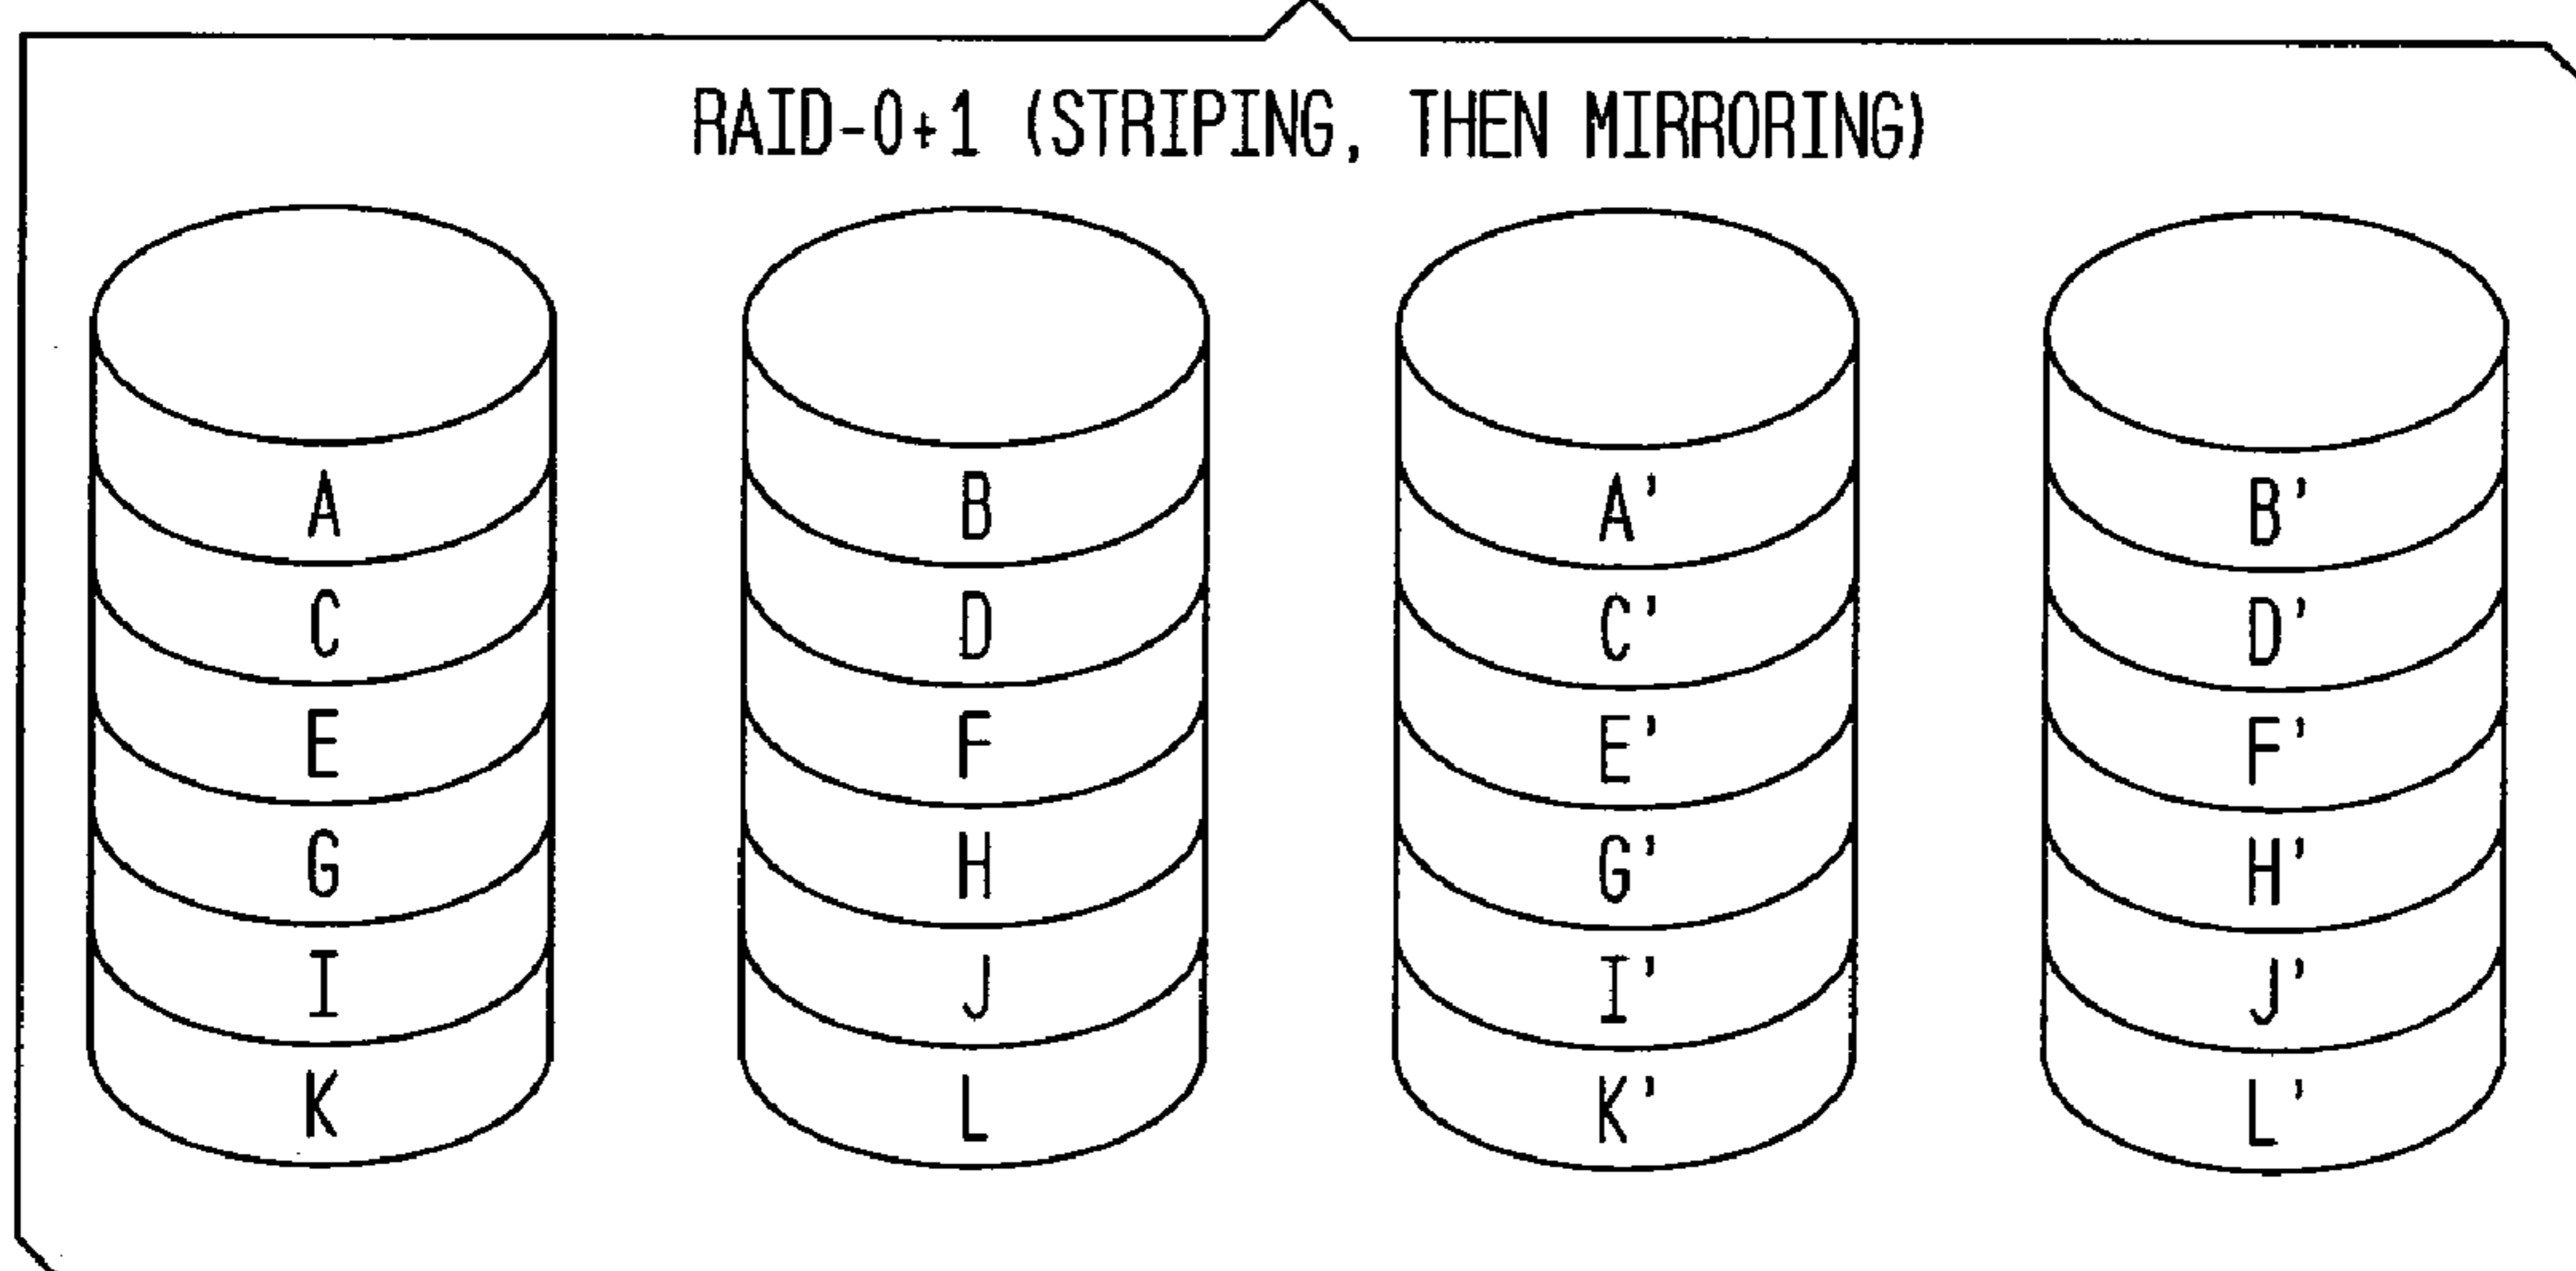 RAID-0+1 (STRIPING, THEN MIRRORING)
A B A' B'
C D C' D'
E F E' F'
G H G' H'
I J I' J'
K L K' L'